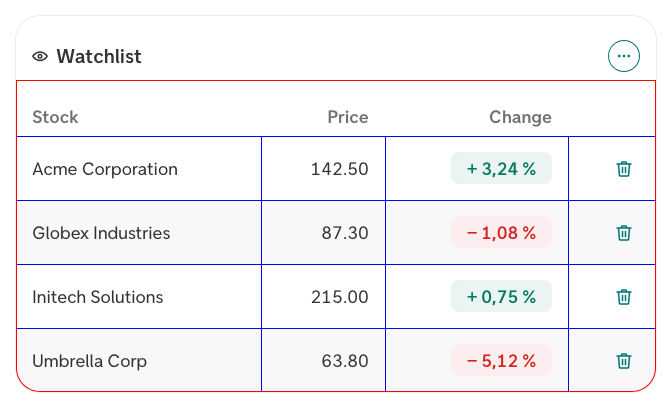 Watchlist
Stock Price Change
Acme Corporation 142.50 + 3,24 %
Globex Industries 87.30 − 1,08 %
Initech Solutions 215.00 + 0,75 %
Umbrella Corp 63.80 − 5,12 %